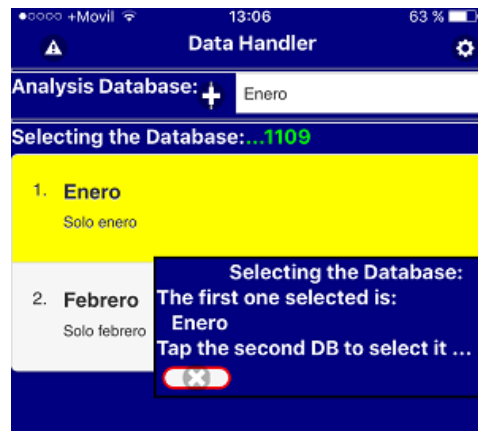 +Movil 13:06 63 %
Data Handler
Analysis Database: Enero
Selecting the Database:...1109
1. Enero
Solo enero
2. Febrero
Solo febrero
Selecting the Database:
The first one selected is:
Enero
Tap the second DB to select it ...